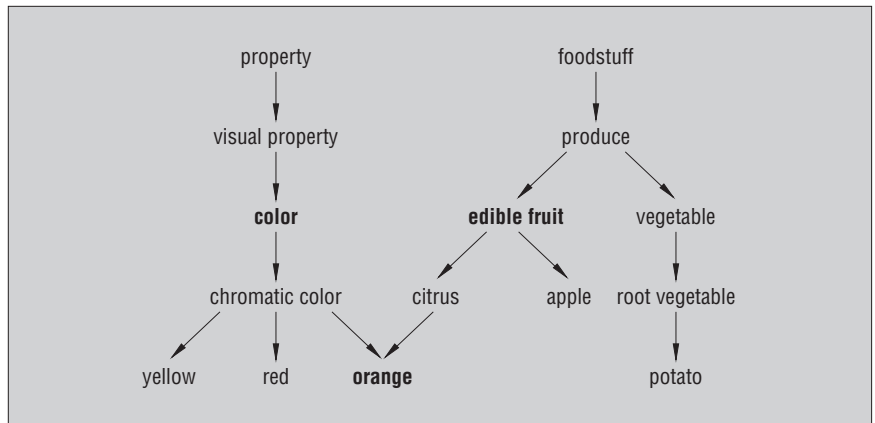 property foodstuff
visual property produce
color edible fruit vegetable
chromatic color citrus apple root vegetable
yellow red orange potato